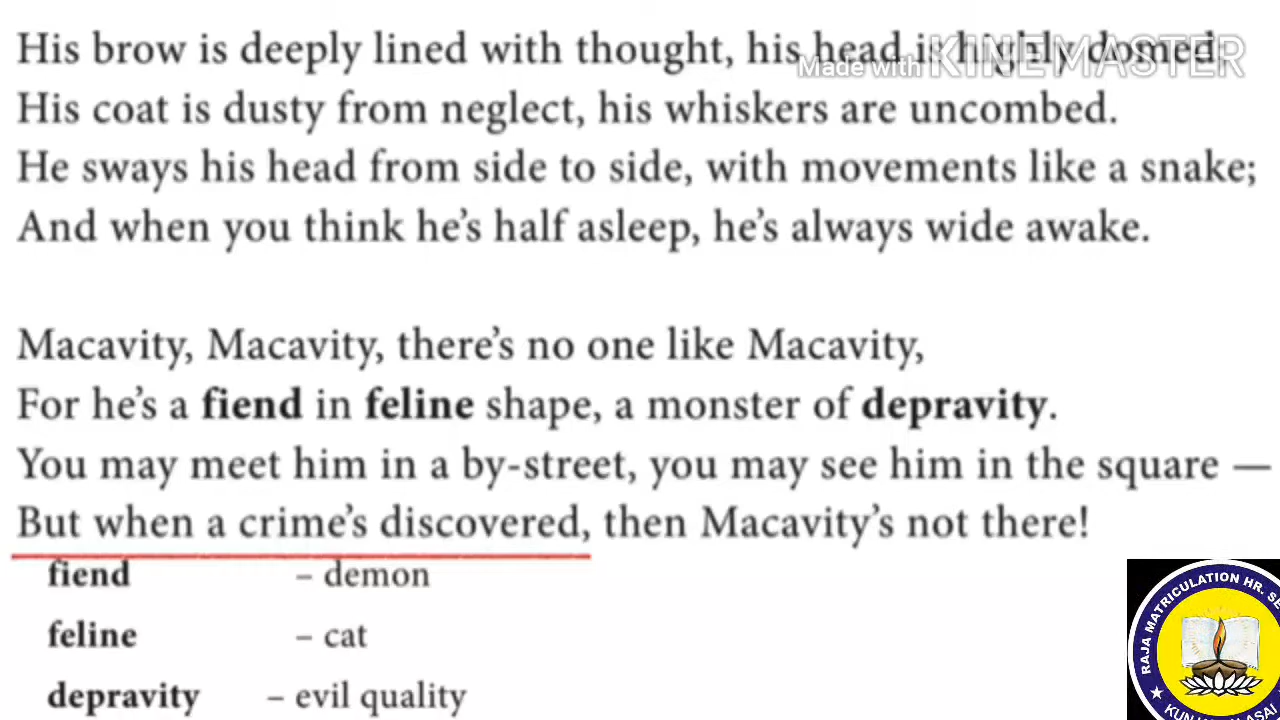 His brow is deeply lined with thought, his head is highly domed
Made with KINEMASTER
His coat is dusty from neglect, his whiskers are uncombed.
He sways his head from side to side, with movements like a snake;
And when you think he's half asleep, he's always wide awake.
Macavity, Macavity, there's no one like Macavity,
For he's a fiend in feline shape, a monster of depravity.
You may meet him in a by-street, you may see him in the square —
But when a crime's discovered, then Macavity's not there!
fiend – demon
feline – cat
depravity – evil quality
RAJA MATRICULATION HR.